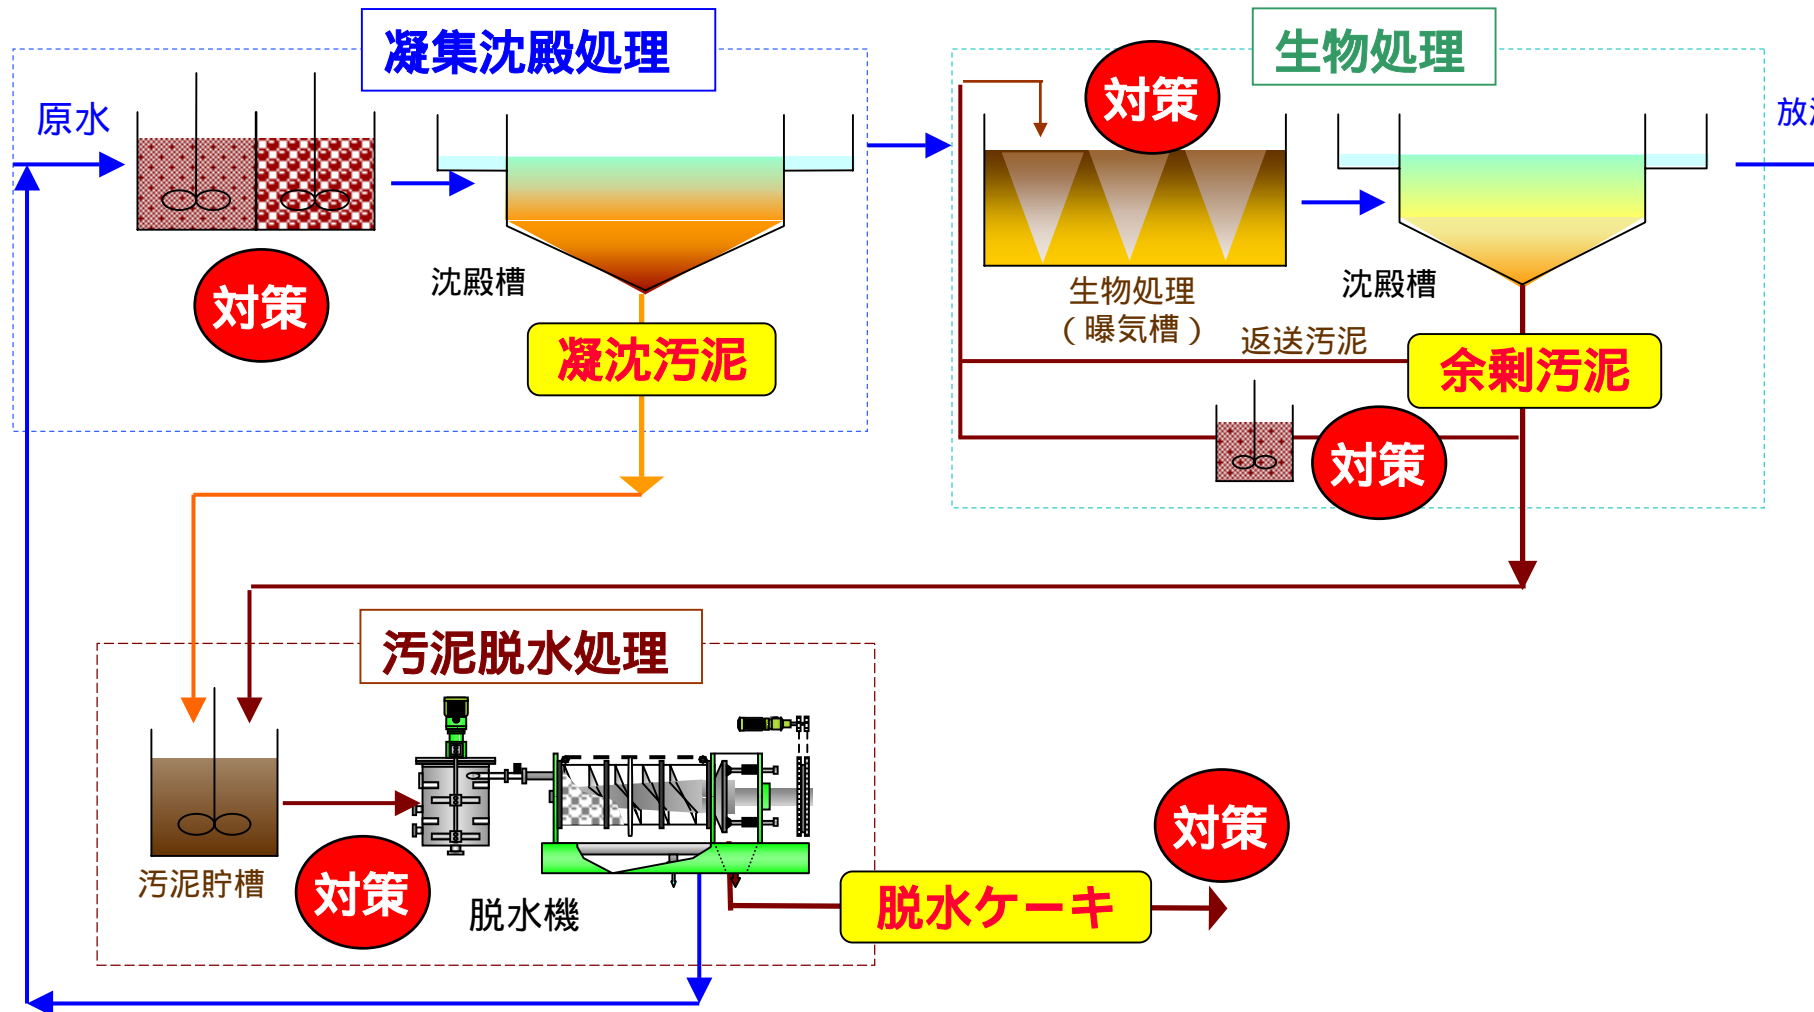 凝集沈殿処理
生物処理
原水
対策
放
対策
沈殿槽
沈殿槽
生物処理
(曝気槽)
返送汚泥
凝沈汚泥
余剰汚泥
対策
汚泥脱水処理
汚泥貯槽
対策
脱水機
脱水ケーキ
対策